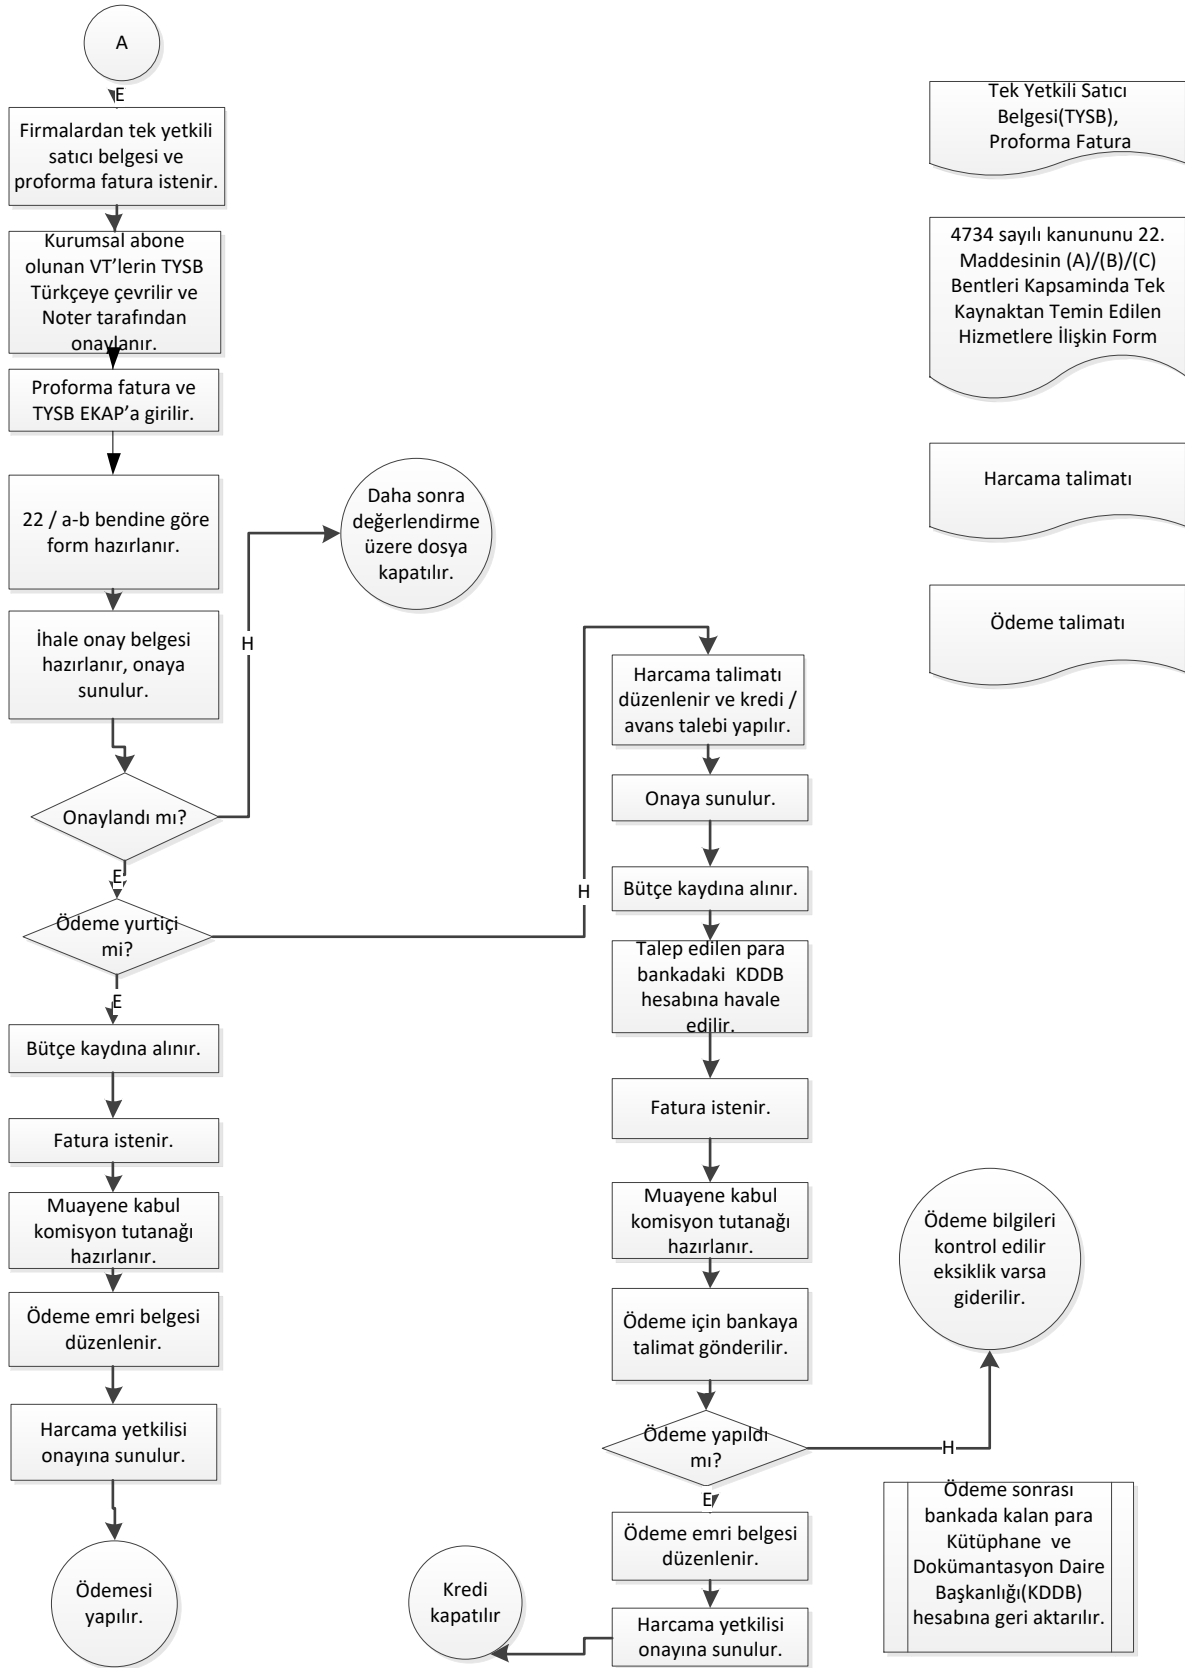 A
E
Firmalardan tek yetkili
satıcı belgesi ve
proforma fatura istenir.
Kurumsal abone
olunan VT'lerin TYSB
Türkçeye çevrilir ve
Noter tarafından
onaylanır.
Proforma fatura ve
TYSB EKAP'a girilir.
22 / a-b bendine göre
form hazırlanır.
İhale onay belgesi
hazırlanır, onaya
sunulur.
Onaylandı mı?
H
Daha sonra
değerlendirme
üzere dosya
kapatılır.
E
Ödeme yurtiçi
mi?
E
Bütçe kaydına alınır.
Fatura istenir.
Muayene kabul
komisyon tutanağı
hazırlanır.
Ödeme emri belgesi
düzenlenir.
Harcama yetkilisi
onayına sunulur.
Ödemesi
yapılır.
H
Harcama talimatı
düzenlenir ve kredi /
avans talebi yapılır.
Onaya sunulur.
Bütçe kaydına alınır.
Talep edilen para
bankadaki  KDDB
hesabına havale
edilir.
Fatura istenir.
Muayene kabul
komisyon tutanağı
hazırlanır.
Ödeme için bankaya
talimat gönderilir.
Ödeme yapıldı
mı?
H
Ödeme bilgileri
kontrol edilir
eksiklik varsa
giderilir.
E
Ödeme emri belgesi
düzenlenir.
Harcama yetkilisi
onayına sunulur.
Kredi
kapatılır
Tek Yetkili Satıcı
Belgesi(TYSB),
Proforma Fatura
4734 sayılı kanununu 22.
Maddesinin (A)/(B)/(C)
Bentleri Kapsaminda Tek
Kaynaktan Temin Edilen
Hizmetlere İlişkin Form
Harcama talimatı
Ödeme talimatı
Ödeme sonrası
bankada kalan para
Kütüphane  ve
Dokümantasyon Daire
Başkanlığı(KDDB)
hesabına geri aktarılır.